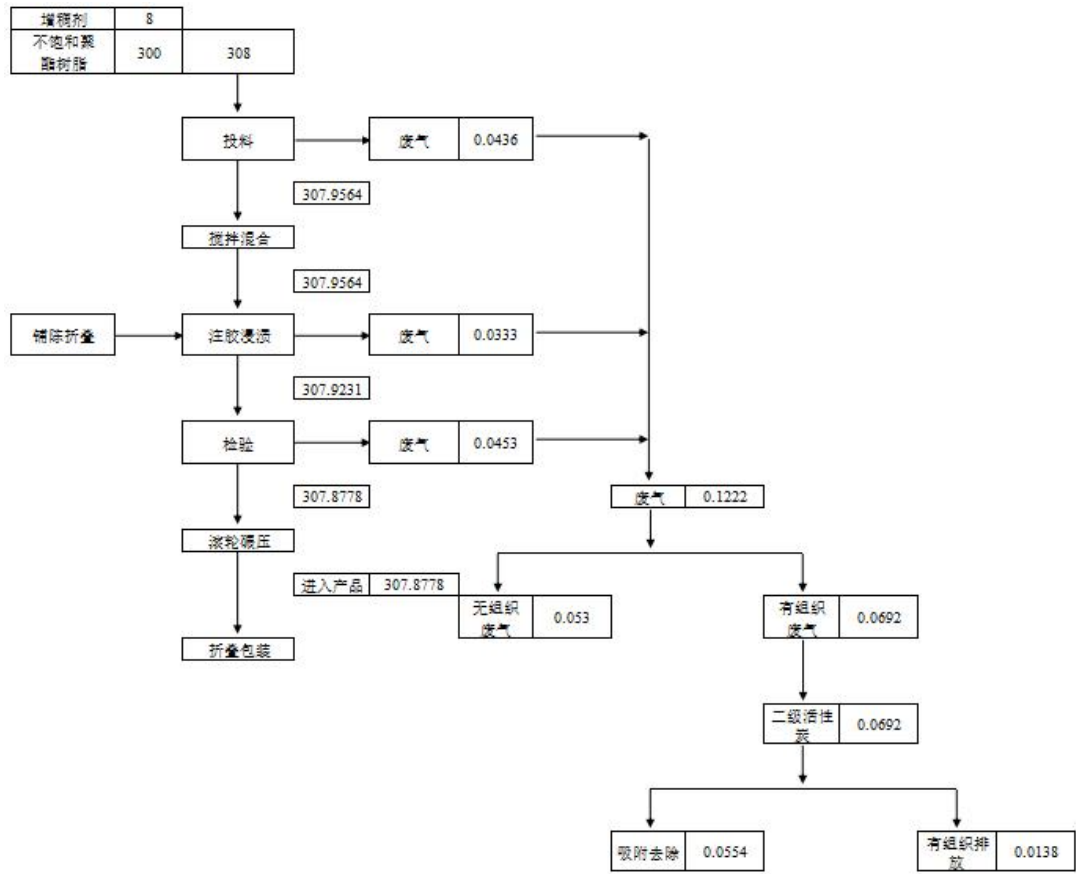 增稠剂 8
不饱和聚
酯树脂
300 308
投料 废气 0.0436
307.9564
搅拌混合
307.9564
铺陈折叠 注胶浸渍 废气 0.0333
307.9231
检验 废气 0.0453
307.8778
废气 0.1222
滚轮碾压
进入产品 307.8778
无组织
废气
0.053
有组织
废气
0.0692
折叠包装
二级活性
炭
0.0692
吸附去除 0.0554
有组织排
放
0.0138